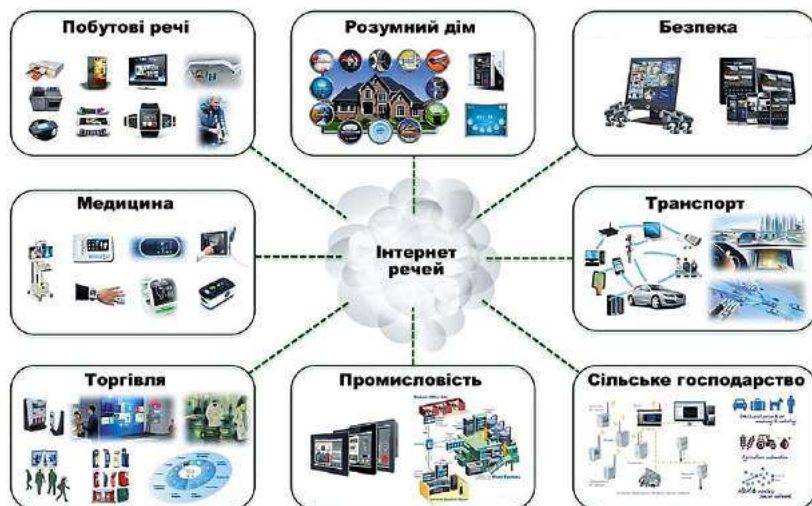 Побутові речі
Розумний дім
Безпека
Медицина
Інтернет
речей
Транспорт
Торгівля
Промисловість
Сільське господарство